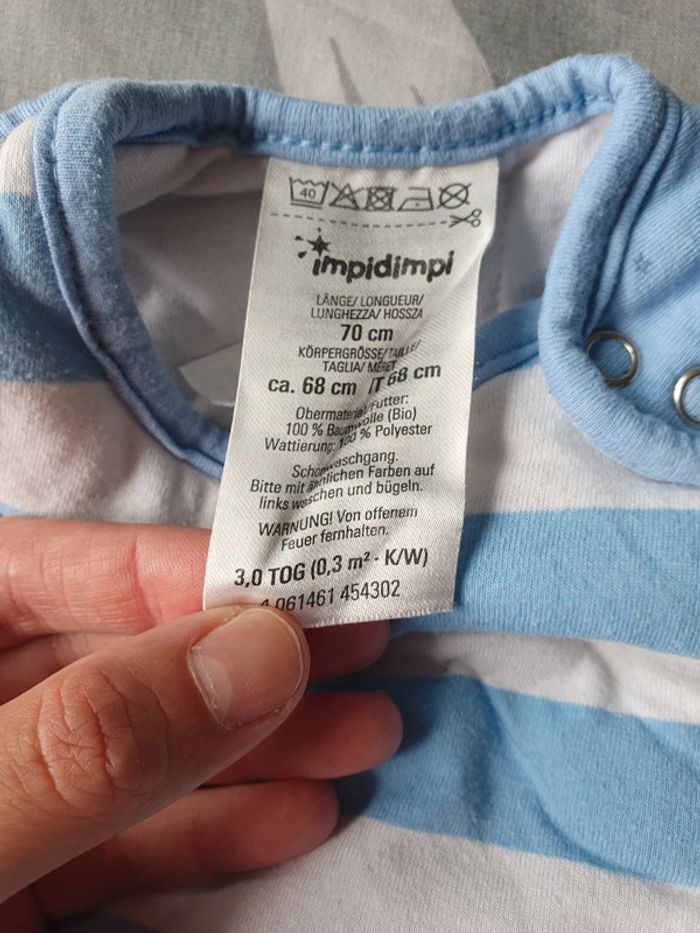 40
impidimpi
LÄNGE/ LONGUEUR/
LUNGHEZZA/ HOSSZA
70 cm
KÖRPERGRÖSSE/TAILLE/
TAGLIA/ MÉRET
ca. 68 cm /T 68 cm
Obermaterial/Futter:
100 % Baumwolle (Bio)
Wattierung: 100 % Polyester
Schonwaschgang.
Bitte mit ähnlichen Farben auf
links waschen und bügeln.
WARNUNG! Von offenem
Feuer fernhalten.
3,0 TOG (0,3 m² · K/W)
4 061461 454302